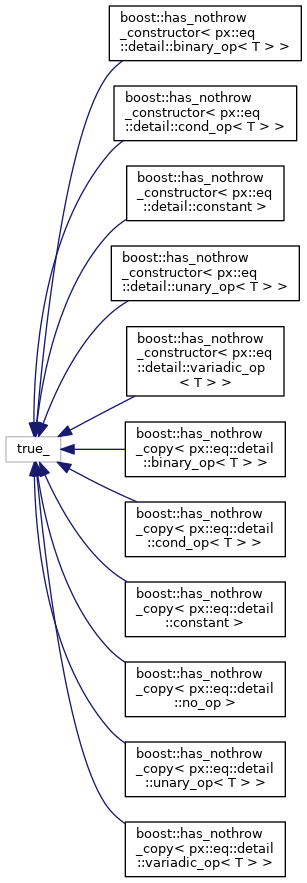 boost::has_nothrow
_constructor< px::eq
::detail::binary_op< T > >
boost::has_nothrow
_constructor< px::eq
::detail::cond_op< T > >
boost::has_nothrow
_constructor< px::eq
::detail::constant >
boost::has_nothrow
_constructor< px::eq
::detail::unary_op< T > >
boost::has_nothrow
_constructor< px::eq
::detail::variadic_op
< T > >
true_
boost::has_nothrow
_copy< px::eq::detail
::binary_op< T > >
boost::has_nothrow
_copy< px::eq::detail
::cond_op< T > >
boost::has_nothrow
_copy< px::eq::detail
::constant >
boost::has_nothrow
_copy< px::eq::detail
::no_op >
boost::has_nothrow
_copy< px::eq::detail
::unary_op< T > >
boost::has_nothrow
_copy< px::eq::detail
::variadic_op< T > >